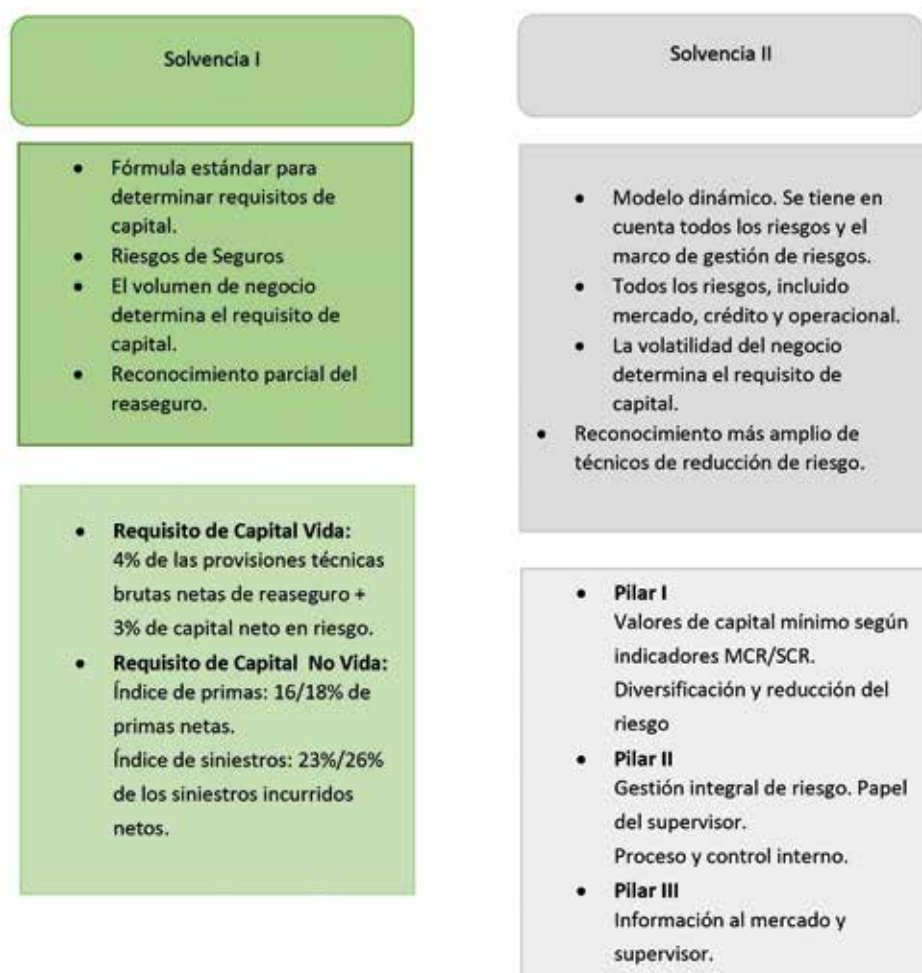 Solvencia I
• Fórmula estándar para
determinar requisitos de
capital.
• Riesgos de Seguros
• El volumen de negocio
determina el requisito de
capital.
• Reconocimiento parcial del
reaseguro.
• Requisito de Capital Vida:
4% de las provisiones técnicas
brutas netas de reaseguro +
3% de capital neto en riesgo.
• Requisito de Capital No Vida:
Índice de primas: 16/18% de
primas netas.
Índice de siniestros: 23%/26%
de los siniestros incurridos
netos.
Solvencia II
• Modelo dinámico. Se tiene en
cuenta todos los riesgos y el
marco de gestión de riesgos.
• Todos los riesgos, incluido
mercado, crédito y operacional.
• La volatilidad del negocio
determina el requisito de
capital.
• Reconocimiento más amplio de
técnicos de reducción de riesgo.
• Pilar I
Valores de capital mínimo según
indicadores MCR/SCR.
Diversificación y reducción del
riesgo
• Pilar II
Gestión integral de riesgo. Papel
del supervisor.
Proceso y control interno.
• Pilar III
Información al mercado y
supervisor.